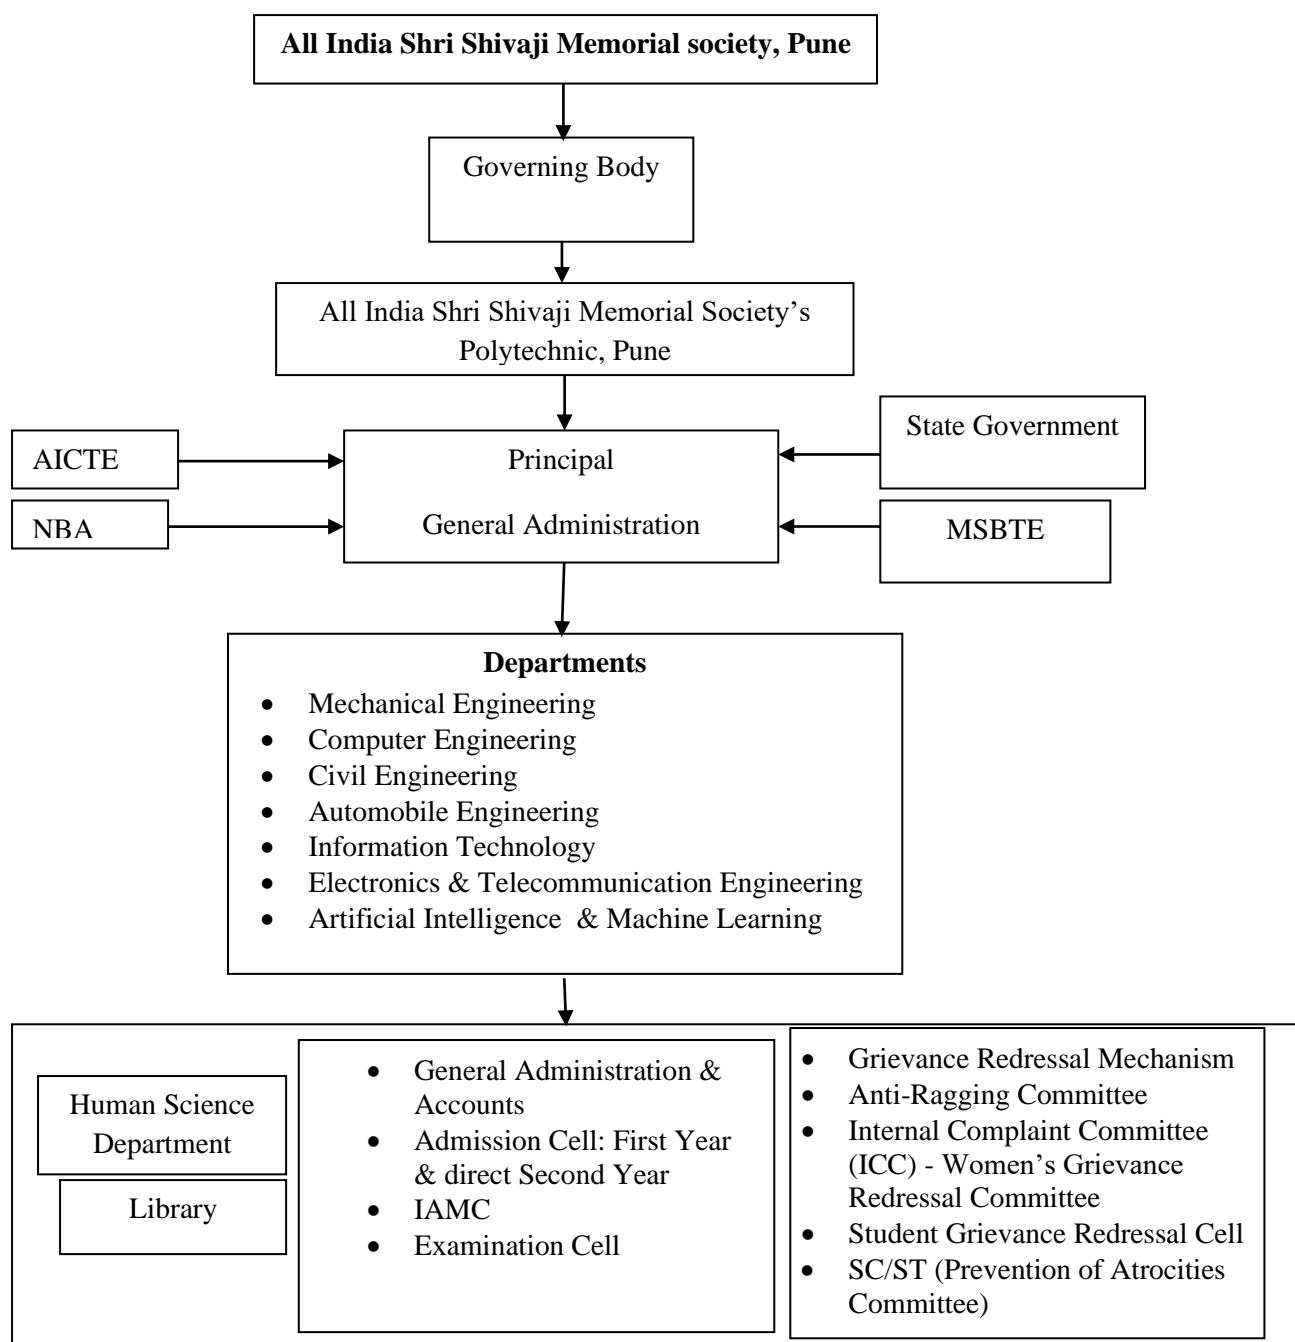 All India Shri Shivaji Memorial society, Pune
Governing Body
All India Shri Shivaji Memorial Society’s
Polytechnic, Pune
State Government
AICTE
Principal
NBA
General Administration
MSBTE
Departments
• Mechanical Engineering
• Computer Engineering
• Civil Engineering
• Automobile Engineering
• Information Technology
• Electronics & Telecommunication Engineering
• Artificial Intelligence & Machine Learning
Human Science
Department
Library
• General Administration &
Accounts
• Admission Cell: First Year
& direct Second Year
• IAMC
• Examination Cell
• Grievance Redressal Mechanism
• Anti-Ragging Committee
• Internal Complaint Committee
(ICC) - Women’s Grievance
Redressal Committee
• Student Grievance Redressal Cell
• SC/ST (Prevention of Atrocities
Committee)